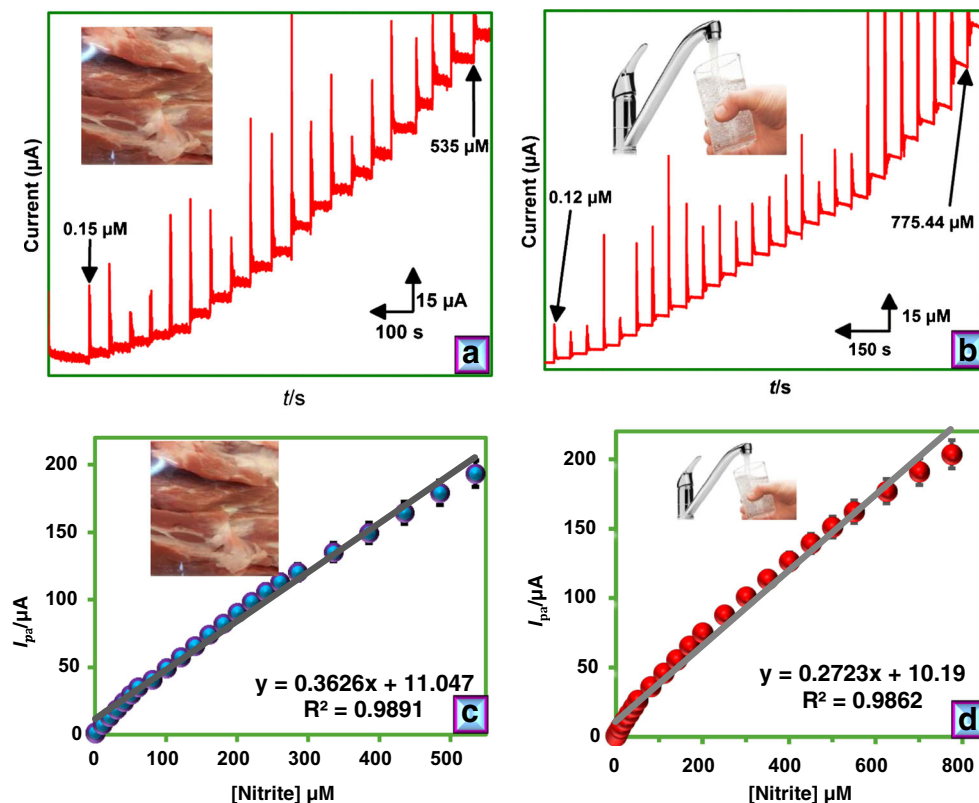 a
Current (µA)
0.15 µM
535 µM
15 µA
100 s
t/s
b
Current (µA)
0.12 µM
775.44 µM
15 µM
150 s
t/s
c
Ipa/µA
200
150
100
50
0
0 100 200 300 400 500
[Nitrite] µM
y = 0.3626x + 11.047
R² = 0.9891
d
Ipa/µA
200
150
100
50
0
0 200 400 600 800
[Nitrite] µM
y = 0.2723x + 10.19
R² = 0.9862